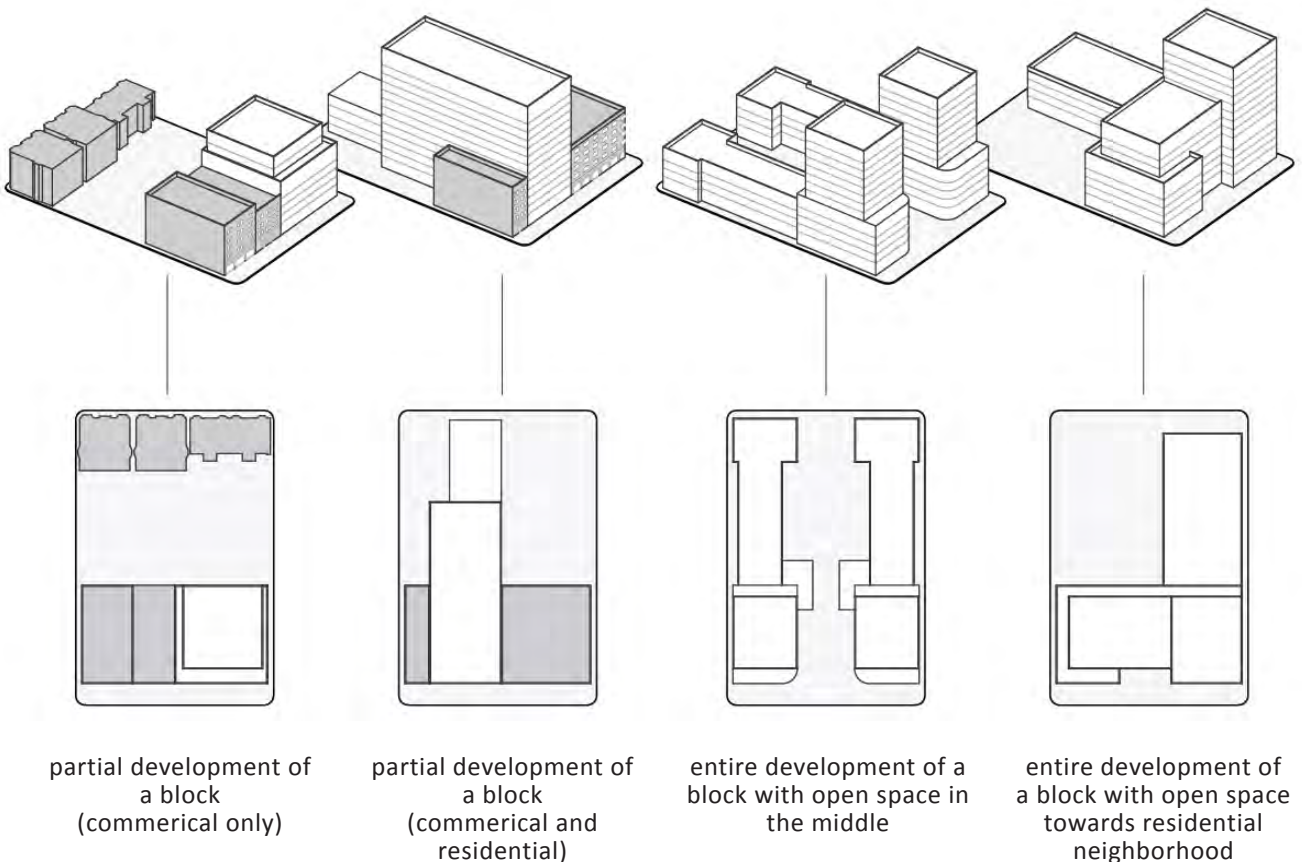 partial development of
a block
(commerical only)
partial development of
a block
(commerical and
residential)
entire development of a
block with open space in
the middle
entire development of
a block with open space
towards residential
neighborhood